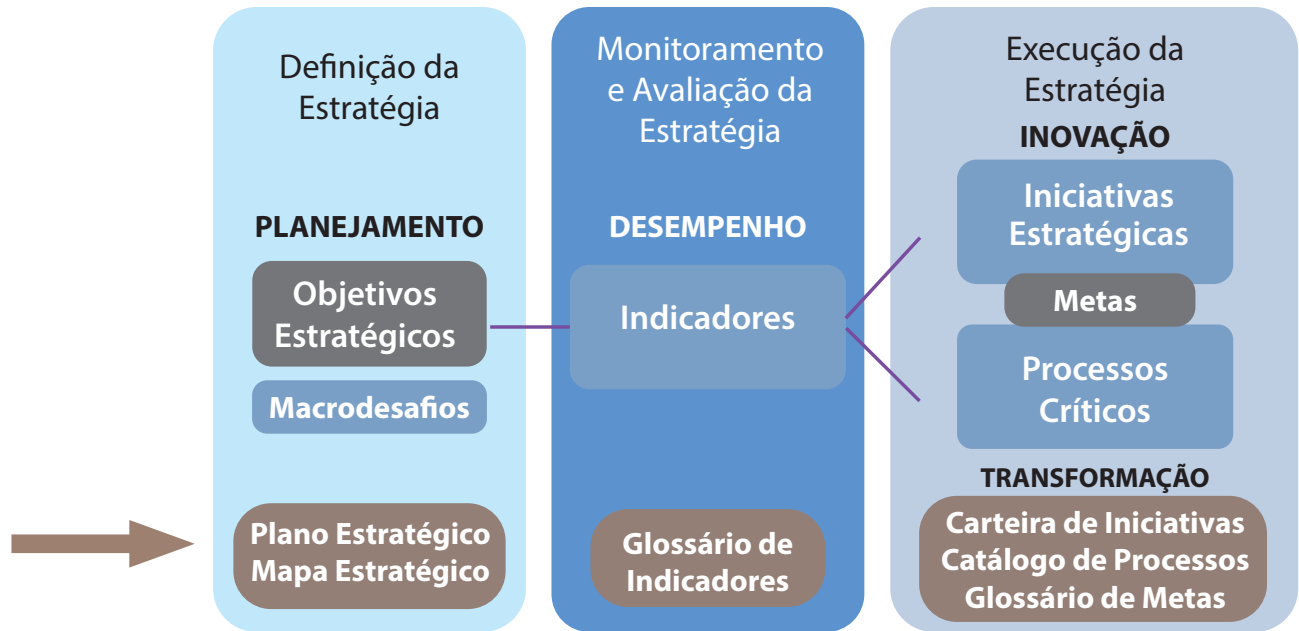 Definição da
Estratégia
PLANEJAMENTO
Objetivos
Estratégicos
Macrodesafios
Plano Estratégico
Mapa Estratégico
Monitoramento
e Avaliação da
Estratégia
DESEMPENHO
Indicadores
Glossário de
Indicadores
Execução da
Estratégia
INOVAÇÃO
Iniciativas
Estratégicas
Metas
Processos
Críticos
TRANSFORMAÇÃO
Carteira de Iniciativas
Catálogo de Processos
Glossário de Metas